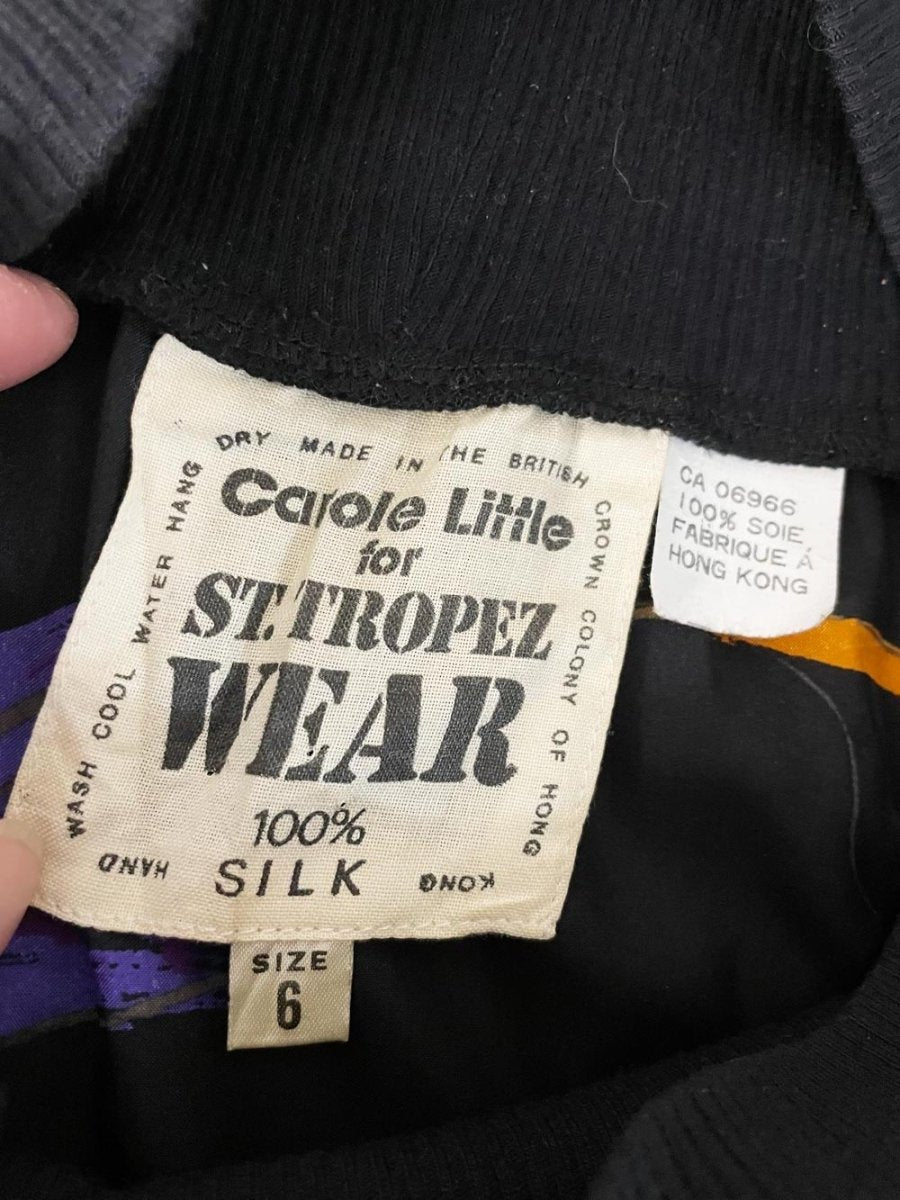 HAND WASH COOL WATER HANG DRY MADE IN THE BRITISH CROWN COLONY OF HONG KONG
Carole Little
for
ST. TROPEZ
WEAR
100%
SILK
SIZE
6
CA 06966
100% SOIE
FABRIQUE À
HONG KONG